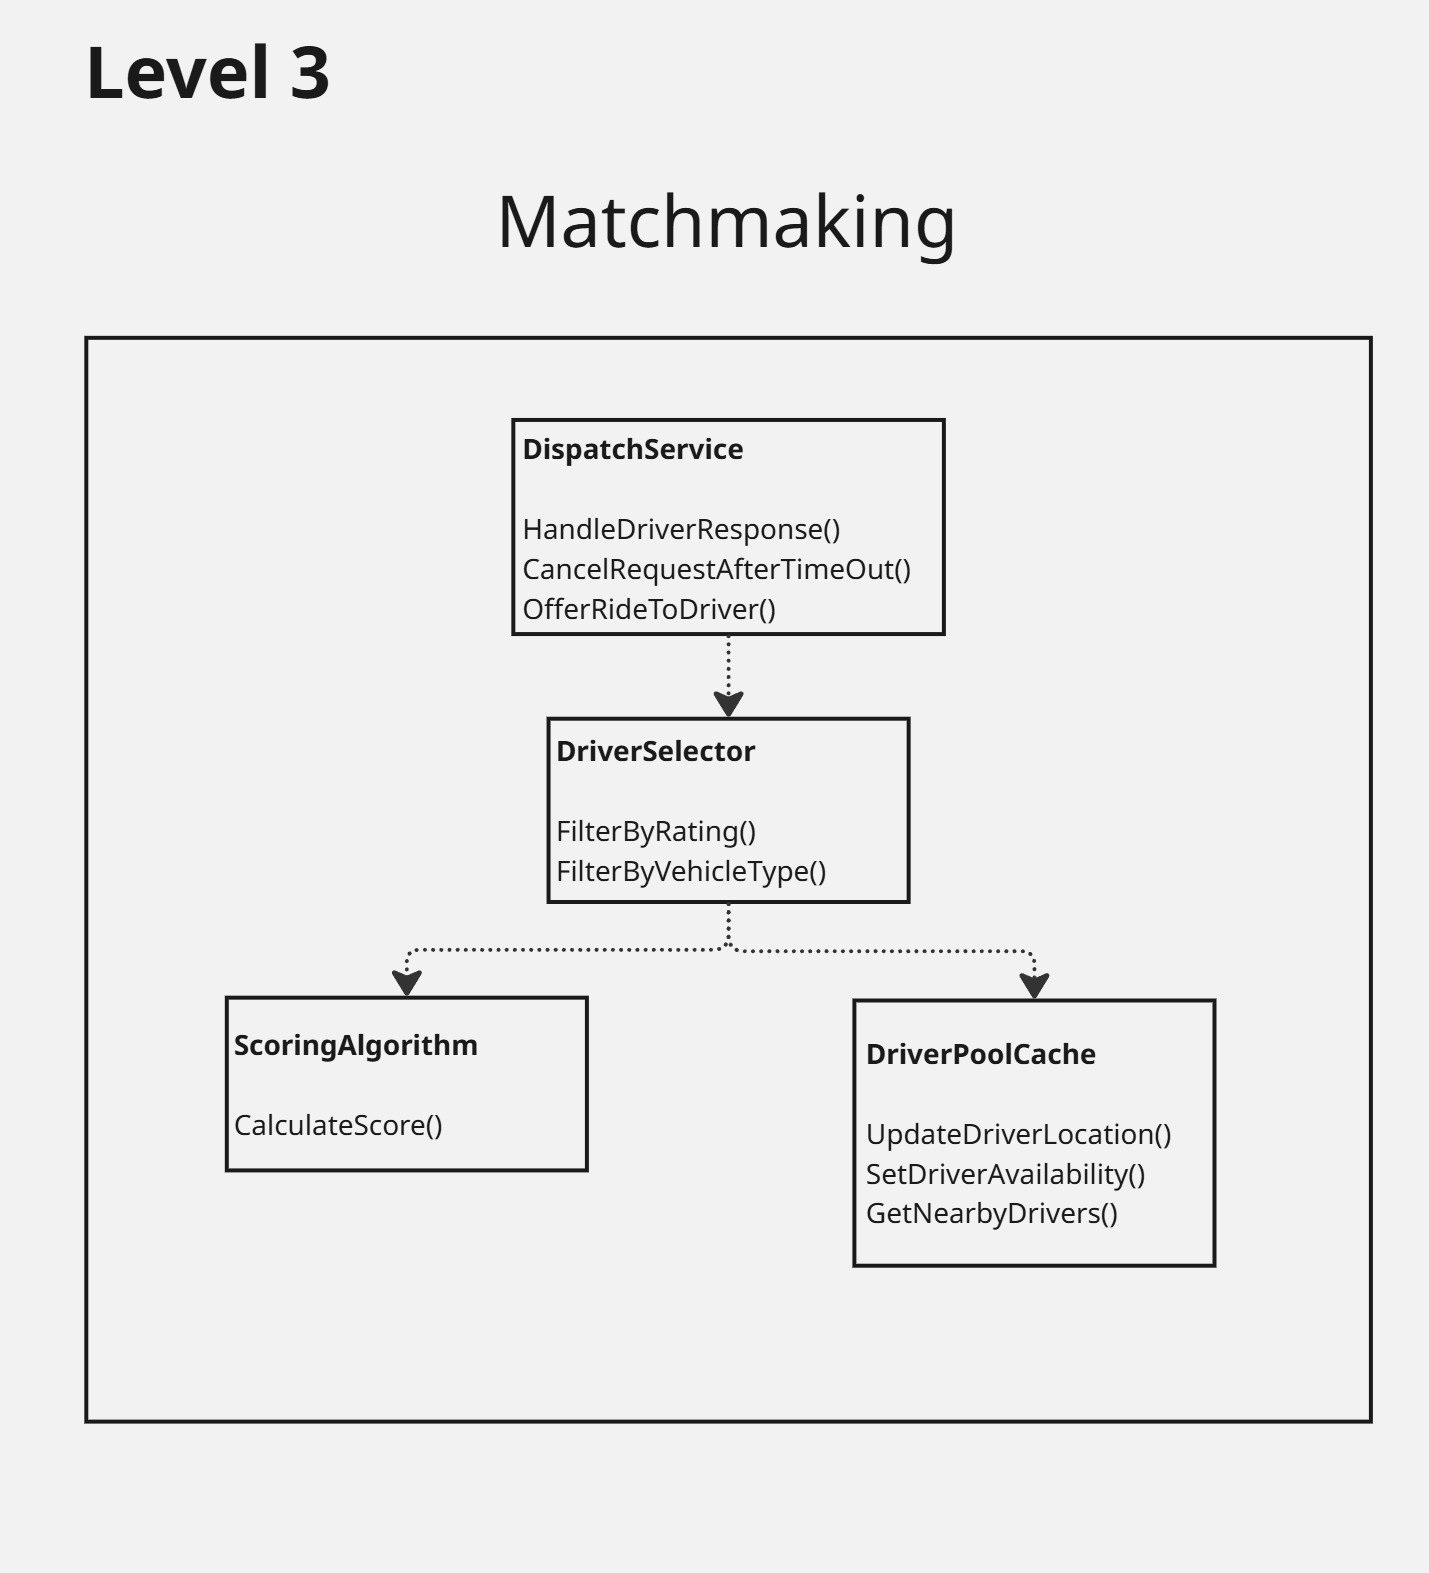 Level 3
Matchmaking
DispatchService
HandleDriverResponse()
CancelRequestAfterTimeOut()
OfferRideToDriver()
DriverSelector
FilterByRating()
FilterByVehicleType()
ScoringAlgorithm
CalculateScore()
DriverPoolCache
UpdateDriverLocation()
SetDriverAvailability()
GetNearbyDrivers()